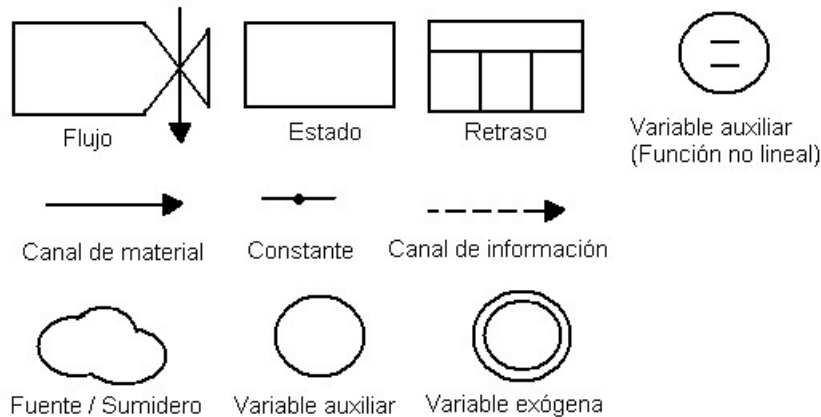 Flujo
Estado
Retraso
Variable auxiliar
(Función no lineal)
Canal de material
Constante
Canal de información
Fuente / Sumidero
Variable auxiliar
Variable exógena